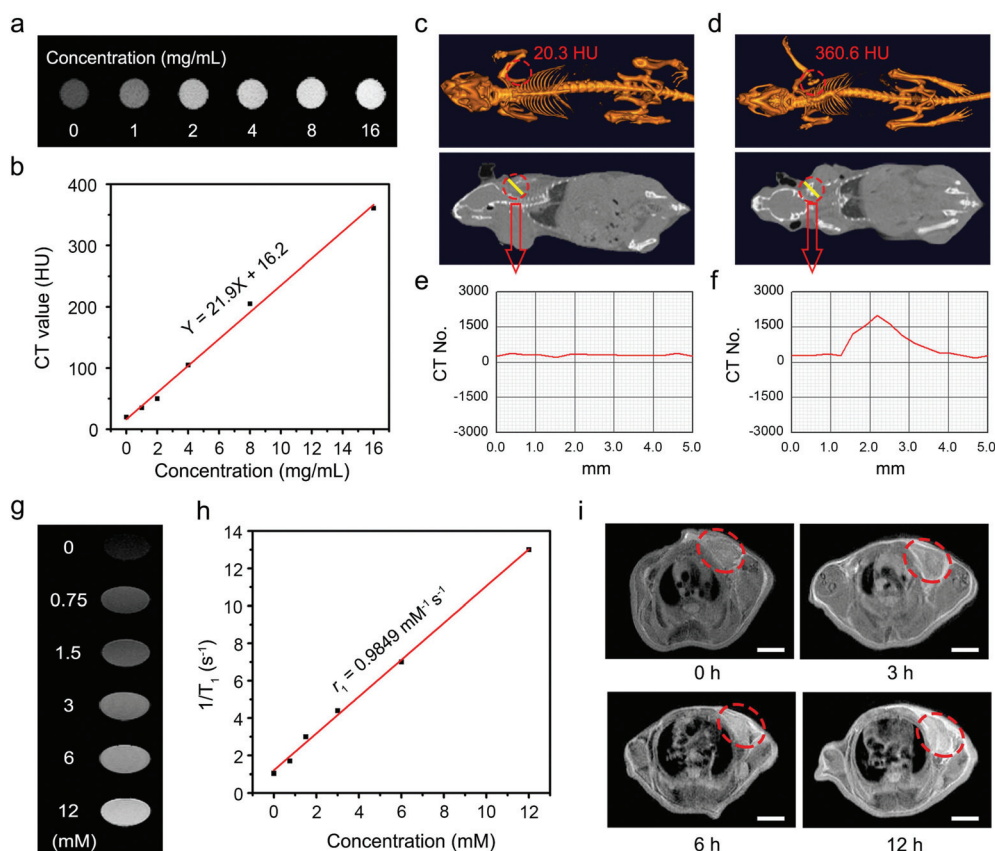 a
Concentration (mg/mL)
0 1 2 4 8 16
b
400
300
200
100
0
CT value (HU)
Y = 21.9X + 16.2
0 2 4 6 8 10 12 14 16
Concentration (mg/mL)
c
20.3 HU
d
360.6 HU
e
3000
1500
0
-1500
-3000
CT No.
0.0 1.0 2.0 3.0 4.0 5.0
mm
f
3000
1500
0
-1500
-3000
CT No.
0.0 1.0 2.0 3.0 4.0 5.0
mm
g
0
0.75
1.5
3
6
12
(mM)
h
14
12
10
8
6
4
2
0
1/T₁ (s⁻¹)
r₁ = 0.9849 mM⁻¹s⁻¹
0 2 4 6 8 10 12
Concentration (mM)
i
0 h
3 h
6 h
12 h